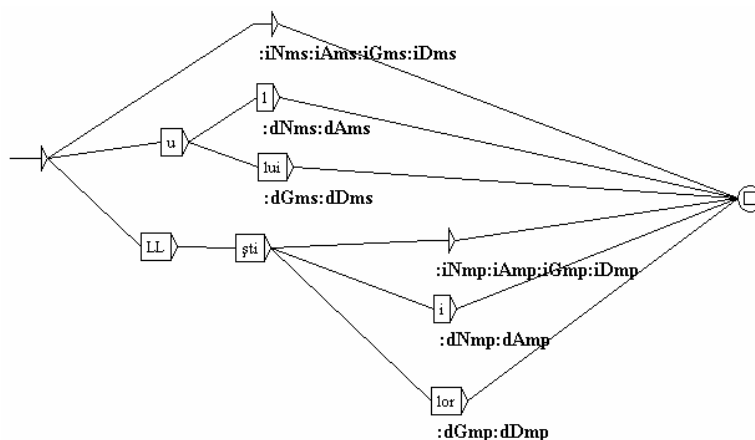 :iNms:iAms:iGms:iDms
l
:dNms:dAms
u
lui
:dGms:dDms
LL
ști
:iNmp:iAmp:iGmp:iDmp
i
:dNmp:dAmp
lor
:dGmp:dDmp